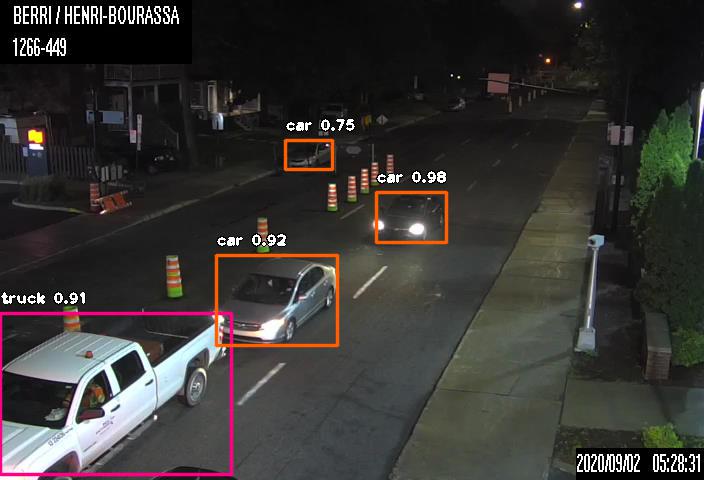 BERRI / HENRI-BOURASSA
1266-449
car 0.75
car 0.98
car 0.92
truck 0.91
2020/09/02 05:28:31